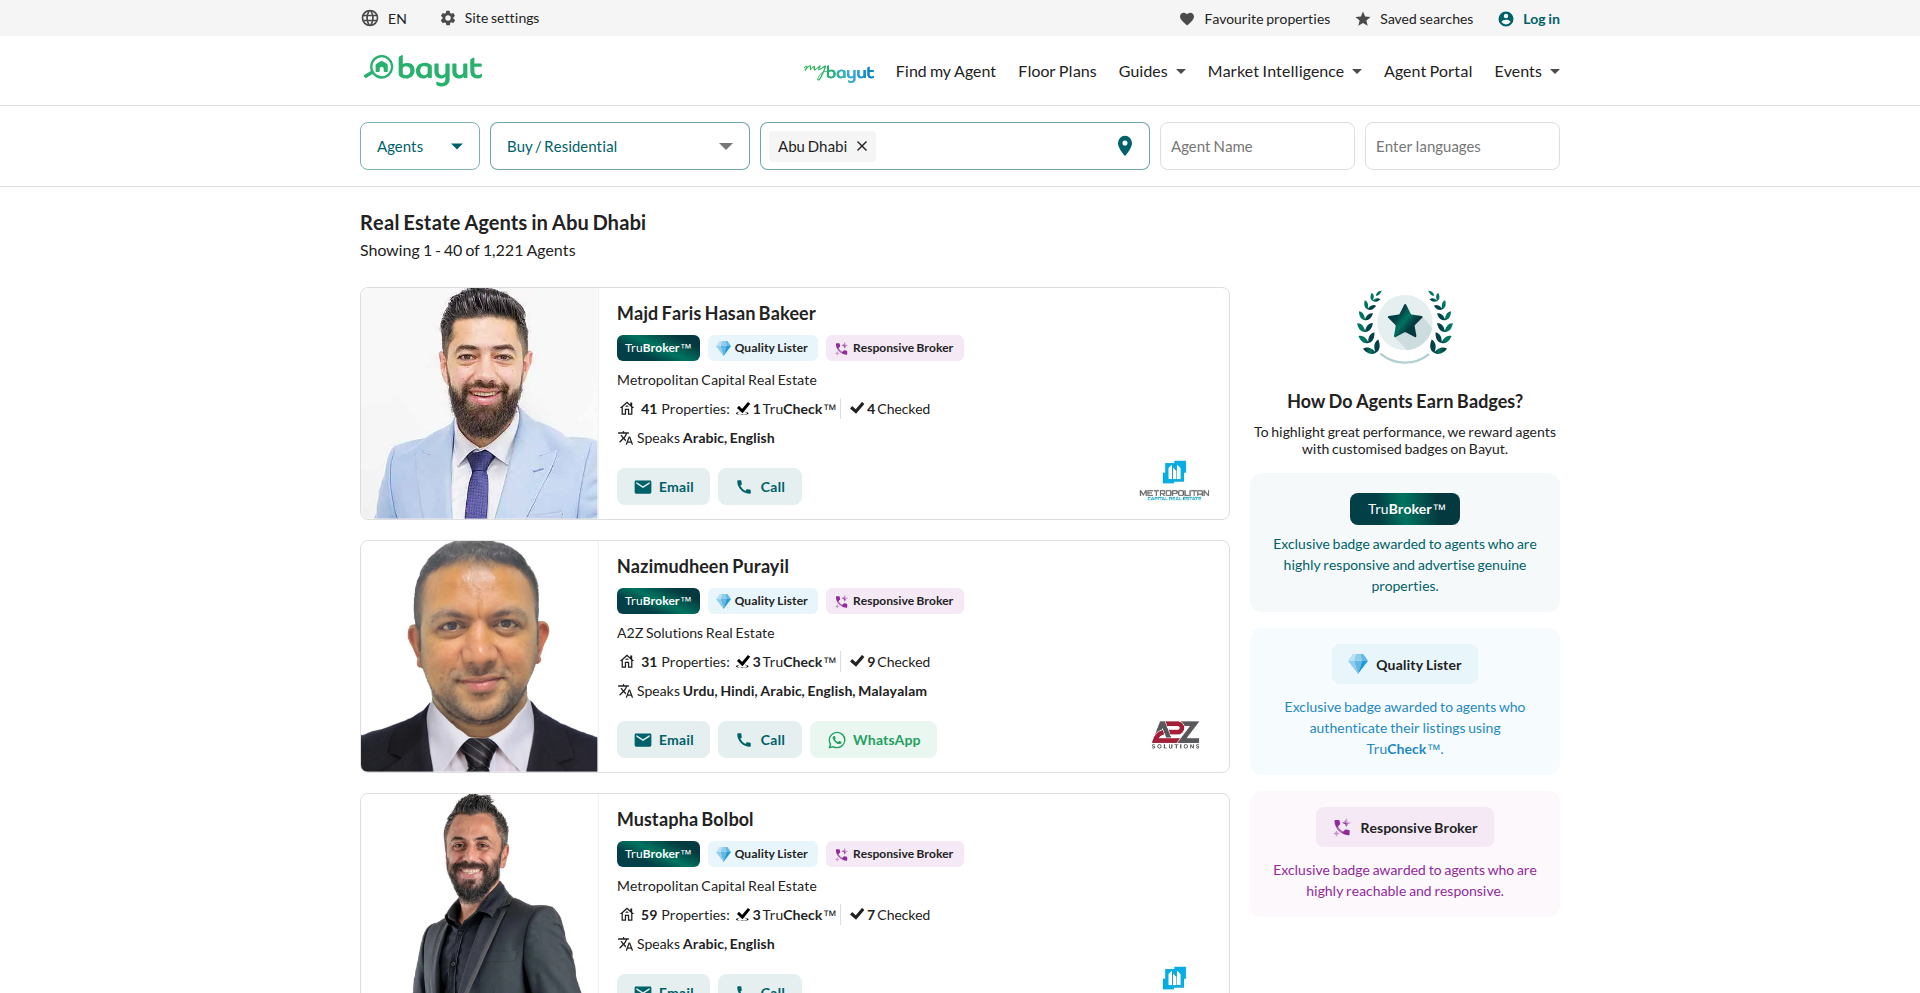 EN
Site settings
Favourite properties
Saved searches
Log in
bayut
my bayut
Find my Agent
Floor Plans
Guides
Market Intelligence
Agent Portal
Events
Agents
Buy / Residential
Abu Dhabi
Agent Name
Enter languages
Real Estate Agents in Abu Dhabi
Showing 1 - 40 of 1,221 Agents
Majd Faris Hasan Bakeer
TruBroker™ Quality Lister Responsive Broker
Metropolitan Capital Real Estate
41 Properties: 1 TruCheck™ 4 Checked
Speaks Arabic, English
Email Call
METROPOLITAN
CAPITAL REAL ESTATE
Nazimudheen Purayil
TruBroker™ Quality Lister Responsive Broker
A2Z Solutions Real Estate
31 Properties: 3 TruCheck™ 9 Checked
Speaks Urdu, Hindi, Arabic, English, Malayalam
Email Call WhatsApp
A2Z
SOLUTIONS
Mustapha Bolbol
TruBroker™ Quality Lister Responsive Broker
Metropolitan Capital Real Estate
59 Properties: 3 TruCheck™ 7 Checked
Speaks Arabic, English
Email Call
How Do Agents Earn Badges?
To highlight great performance, we reward agents
with customised badges on Bayut.
TruBroker™
Exclusive badge awarded to agents who are
highly responsive and advertise genuine
properties.
Quality Lister
Exclusive badge awarded to agents who
authenticate their listings using
TruCheck™.
Responsive Broker
Exclusive badge awarded to agents who are
highly reachable and responsive.